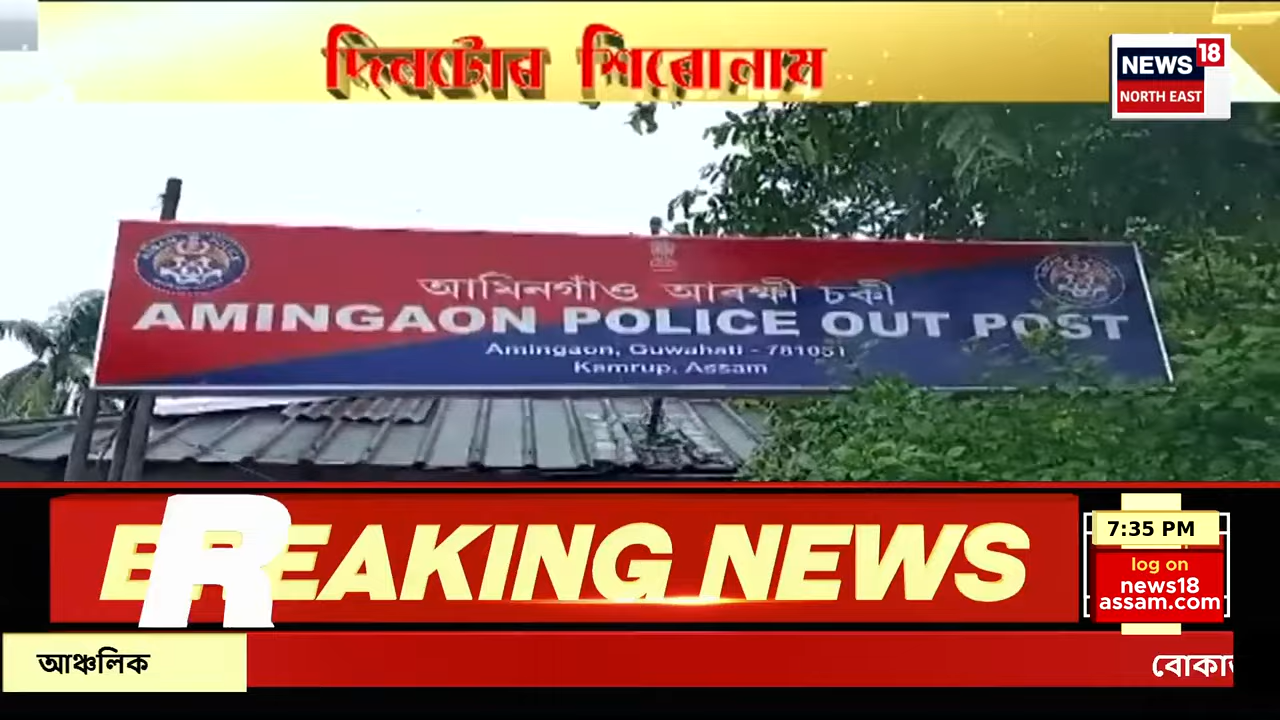 দিনটোৰ শিৰোনাম
NEWS 18
NORTH EAST
আমিনগাঁও আৰক্ষী চকী
AMINGAON POLICE OUT POST
Amingaon, Guwahati - 781031
Kamrup, Assam
BREAKING NEWS
7:35 PM
log on
news18
assam.com
আঞ্চলিক